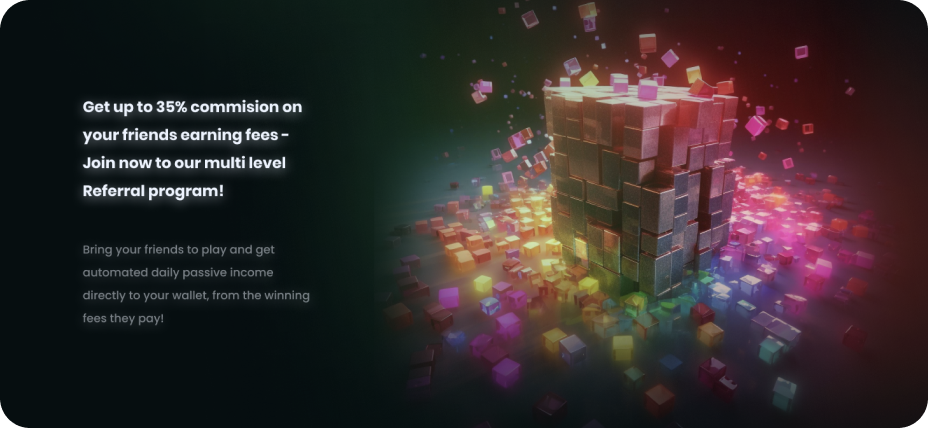 Get up to 35% commision on
your friends earning fees -
Join now to our multi level
Referral program!
Bring your friends to play and get
automated daily passive income
directly to your wallet, from the winning
fees they pay!